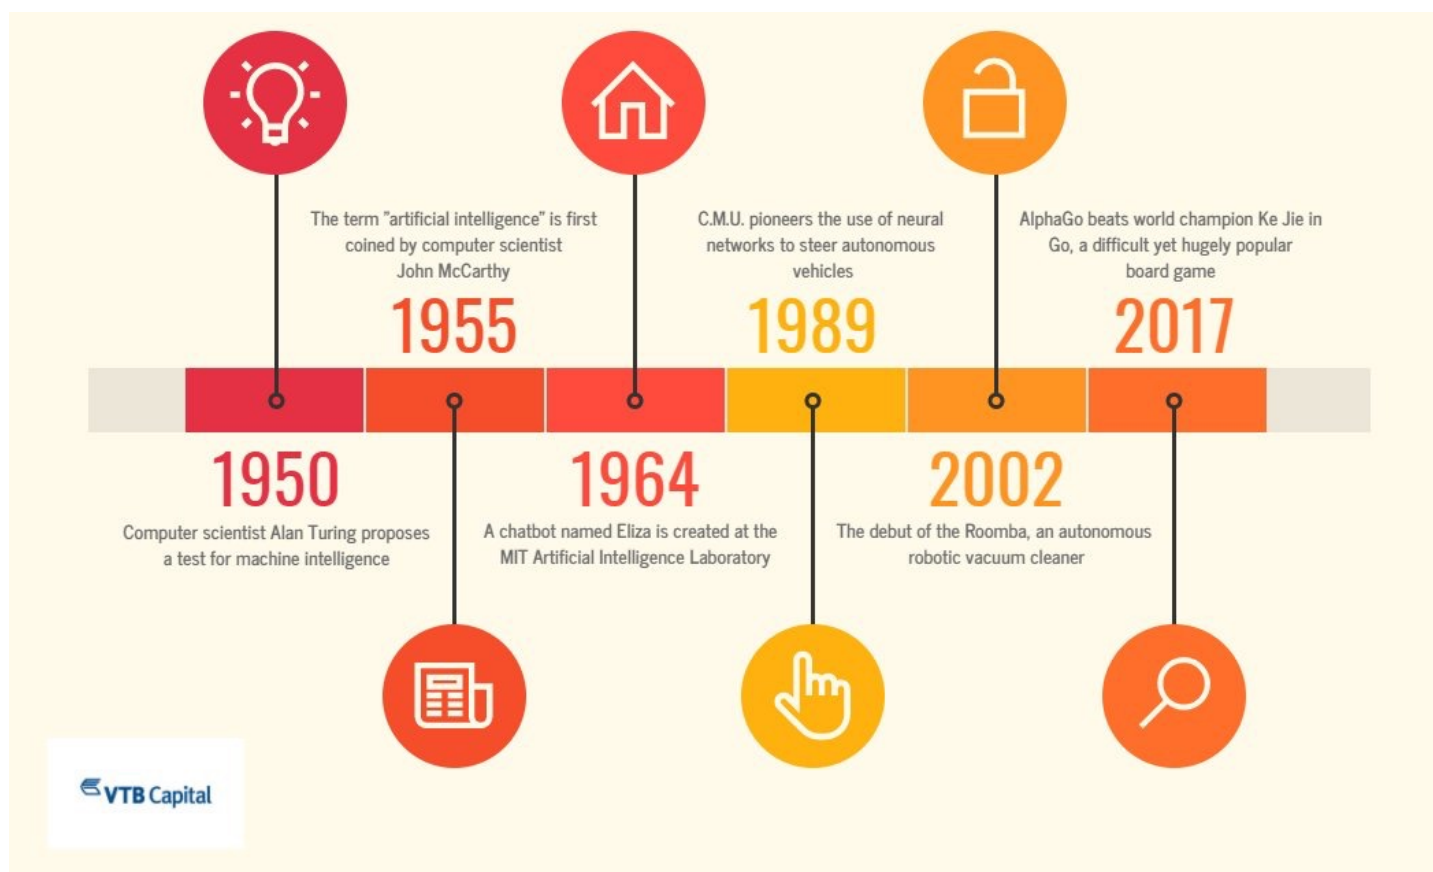 The term "artificial intelligence" is first
coined by computer scientist
John McCarthy
1955
C.M.U. pioneers the use of neural
networks to steer autonomous
vehicles
1989
AlphaGo beats world champion Ke Jie in
Go, a difficult yet hugely popular
board game
2017
1950
Computer scientist Alan Turing proposes
a test for machine intelligence
1964
A chatbot named Eliza is created at the
MIT Artificial Intelligence Laboratory
2002
The debut of the Roomba, an autonomous
robotic vacuum cleaner
VTB Capital